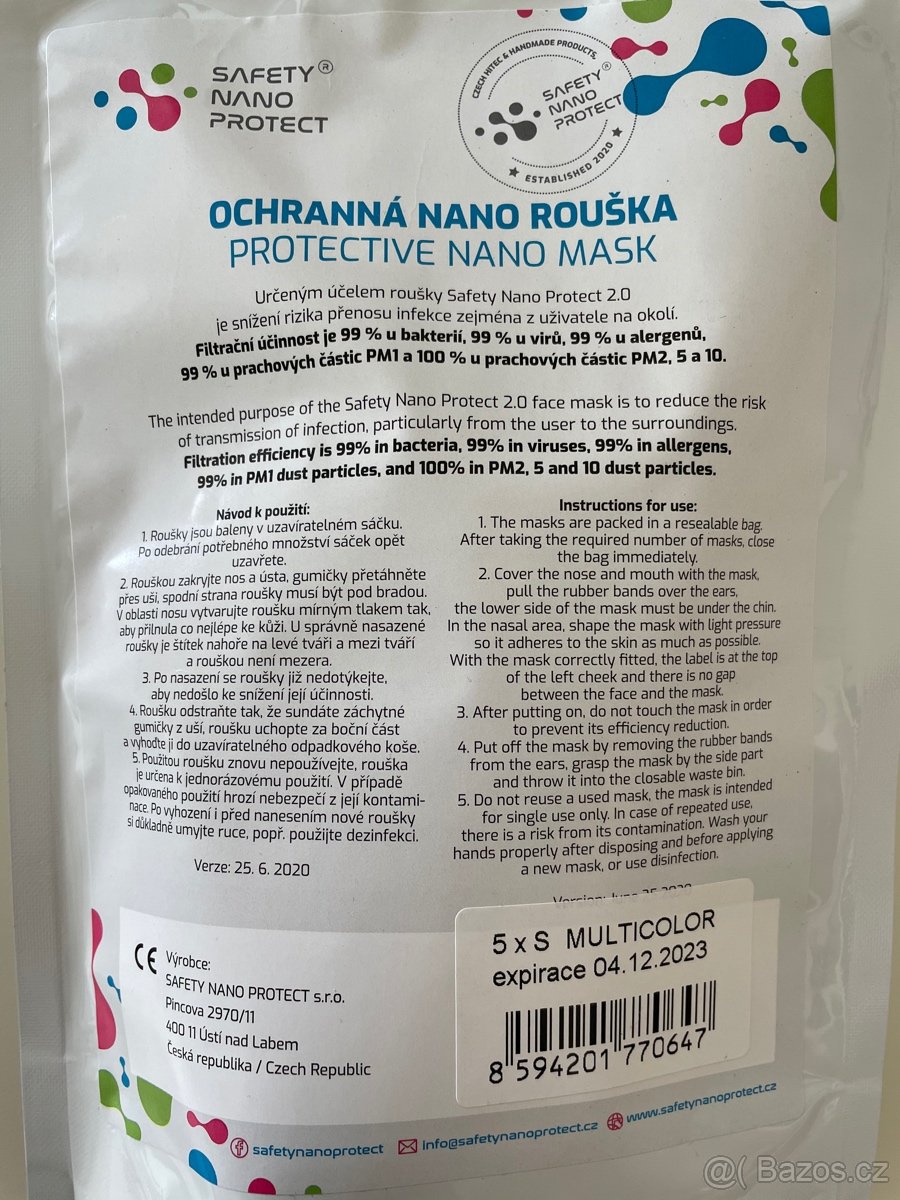 SAFETY ®
NANO
PROTECT
CZECH HITEC & HANDMADE PRODUCTS,
SAFETY ®
NANO
PROTECT
★ ESTABLISHED 2020 ★
OCHRANNÁ NANO ROUŠKA
PROTECTIVE NANO MASK
Určeným účelem roušky Safety Nano Protect 2.0
je snížení rizika přenosu infekce zejména z uživatele na okolí.
Filtrační účinnost je 99 % u bakterií, 99 % u virů, 99 % u alergenů,
99 % u prachových částic PM1 a 100 % u prachových částic PM2, 5 a 10.
The intended purpose of the Safety Nano Protect 2.0 face mask is to reduce the risk
of transmission of infection, particularly from the user to the surroundings.
Filtration efficiency is 99% in bacteria, 99% in viruses, 99% in allergens,
99% in PM1 dust particles, and 100% in PM2, 5 and 10 dust particles.
Návod k použití:
1. Roušky jsou baleny v uzavíratelném sáčku.
Po odebrání potřebného množství sáček opět
uzavřete.
2. Rouškou zakryjte nos a ústa, gumičky přetáhněte
přes uši, spodní strana roušky musí být pod bradou.
V oblasti nosu vytvarujte roušku mírným tlakem tak,
aby přilnula co nejlépe ke kůži. U správně nasazené
roušky je štítek nahoře na levé tváři a mezi tváří
a rouškou není mezera.
3. Po nasazení se roušky již nedotýkejte,
aby nedošlo ke snížení její účinnosti.
4. Roušku odstraňte tak, že sundáte záchytné
gumičky z uší, roušku uchopte za boční část
a vyhoďte ji do uzavíratelného odpadkového koše.
5. Použitou roušku znovu nepoužívejte, rouška
je určena k jednorázovému použití. V případě
opakovaného použití hrozí nebezpečí z její kontami-
nace. Po vyhození i před nanesením nové roušky
si důkladně umyjte ruce, popř. použijte dezinfekci.
Verze: 25. 6. 2020
Instructions for use:
1. The masks are packed in a resealable bag.
After taking the required number of masks, close
the bag immediately.
2. Cover the nose and mouth with the mask,
pull the rubber bands over the ears,
the lower side of the mask must be under the chin.
In the nasal area, shape the mask with light pressure
so it adheres to the skin as much as possible.
With the mask correctly fitted, the label is at the top
of the left cheek and there is no gap
between the face and the mask.
3. After putting on, do not touch the mask in order
to prevent its efficiency reduction.
4. Put off the mask by removing the rubber bands
from the ears, grasp the mask by the side part
and throw it into the closable waste bin.
5. Do not reuse a used mask, the mask is intended
for single use only. In case of repeated use,
there is a risk from its contamination. Wash your
hands properly after disposing and before applying
a new mask, or use disinfection.
Version: June 25 2020
CE
Výrobce:
SAFETY NANO PROTECT s.r.o.
Pincova 2970/11
400 11 Ústí nad Labem
Česká republika / Czech Republic
5 x S MULTICOLOR
expirace 04.12.2023
8 594201 770647
safetynanoprotect
info@safetynanoprotect.cz
www.safetynanoprotect.cz
@( Bazos.cz